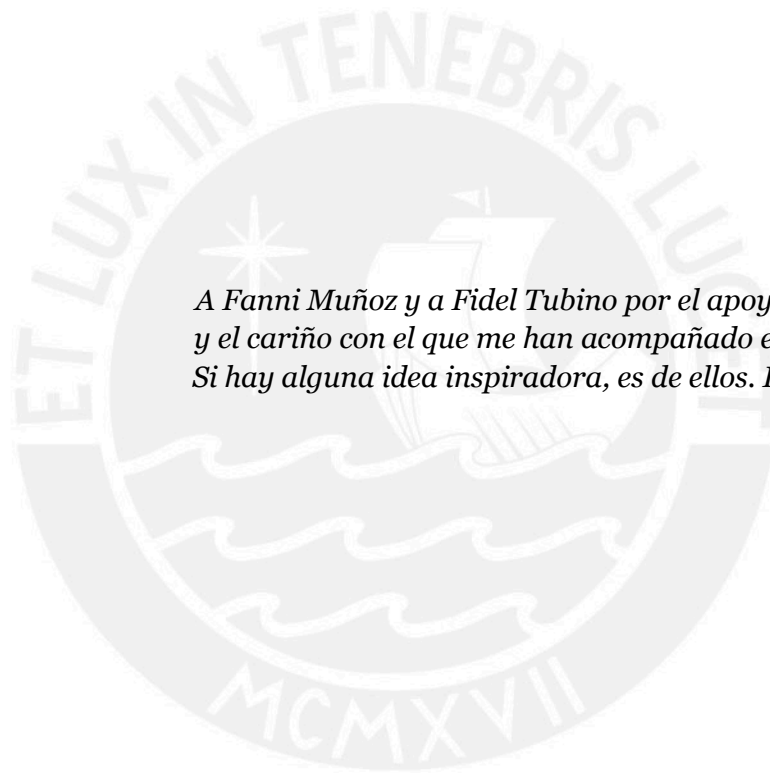 ET LUX IN TENEBRIS LUCET
A Fanni Muñoz y a Fidel Tubino por el
y el cariño con el que me han acompañado
Si hay alguna idea inspiradora, es de ellos.
MCMXVII